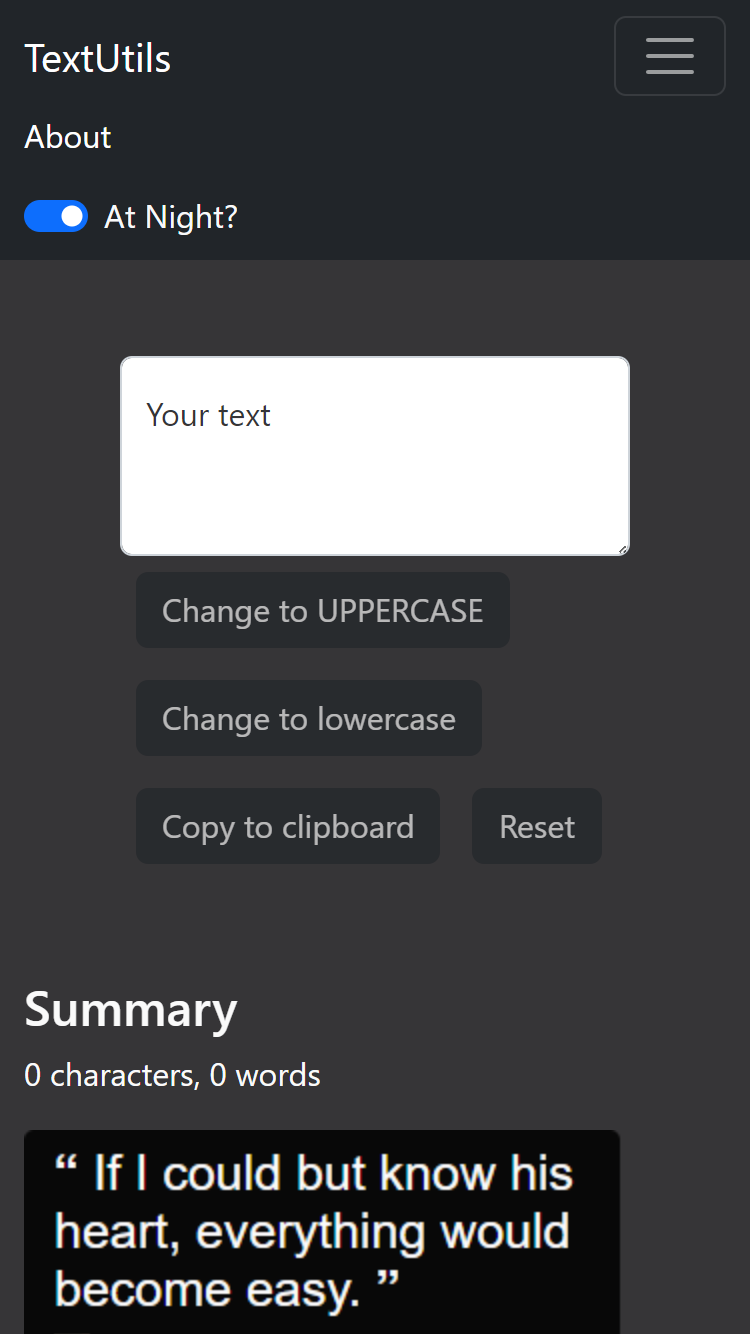 TextUtils
About
At Night?
Your text
Change to UPPERCASE
Change to lowercase
Copy to clipboard
Reset
Summary
0 characters, 0 words
“ If I could but know his
heart, everything would
become easy. ”